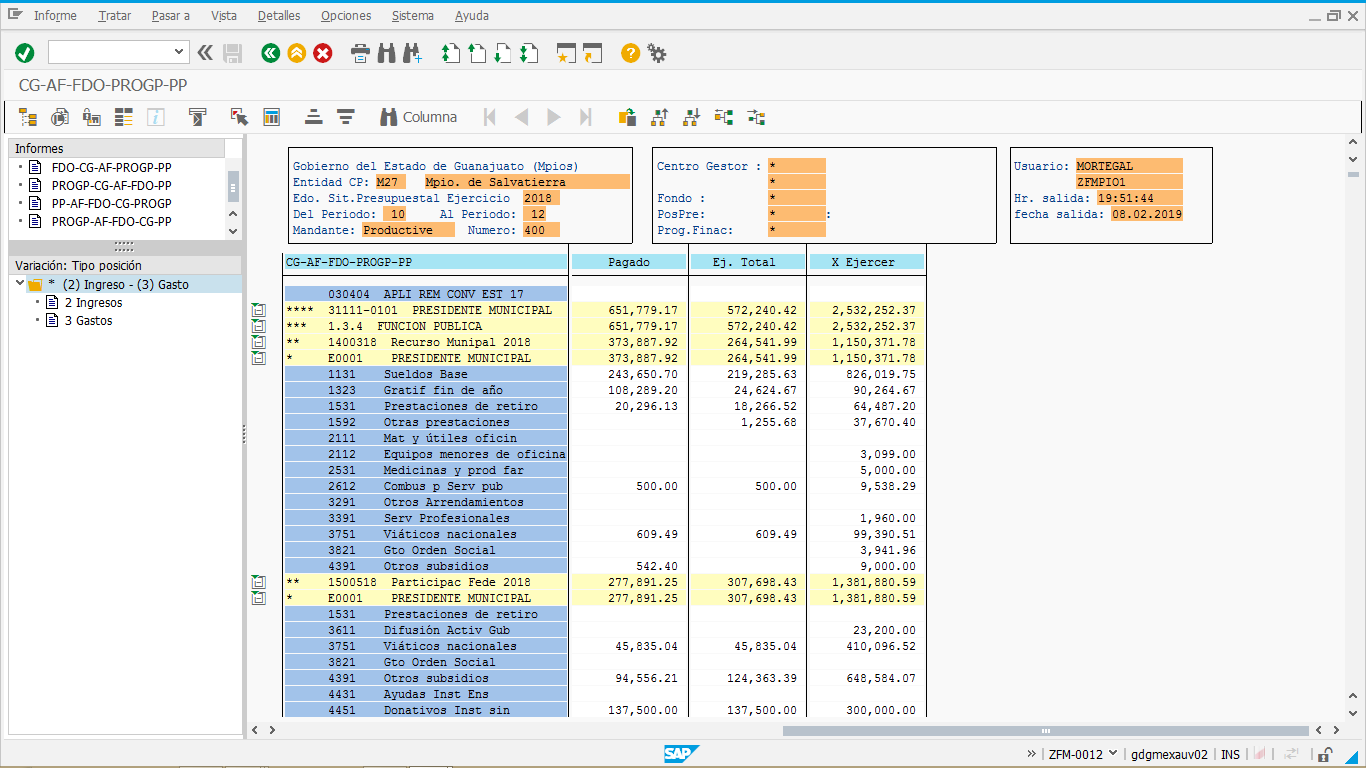 Informe Tratar Pasar a Vista Detalles Opciones Sistema Ayuda
CG-AF-FDO-PROGP-PP
Columna
Informes
FDO-CG-AF-PROGP-PP
PROGP-CG-AF-FDO-PP
PP-AF-FDO-CG-PROGP
PROGP-AF-FDO-CG-PP
Variación: Tipo posición
* (2) Ingreso - (3) Gasto
2 Ingresos
3 Gastos
Gobierno del Estado de Guanajuato (Mpios)
Entidad CP: M27 Mpio. de Salvatierra
Edo. Sit.Presupuestal Ejercicio 2018
Del Periodo: 10 Al Periodo: 12
Mandante: Productive Numero: 400
Centro Gestor : *
*
Fondo : *
PosPre: * :
Prog.Finac: *
Usuario: MORTEGAL
ZFMPIO1
Hr. salida: 19:51:44
fecha salida: 08.02.2019
CG-AF-FDO-PROGP-PP Pagado Ej. Total X Ejercer
030404 APLI REM CONV EST 17
**** 31111-0101 PRESIDENTE MUNICIPAL 651,779.17 572,240.42 2,532,252.37
*** 1.3.4 FUNCION PUBLICA 651,779.17 572,240.42 2,532,252.37
** 1400318 Recurso Munipal 2018 373,887.92 264,541.99 1,150,371.78
* E0001 PRESIDENTE MUNICIPAL 373,887.92 264,541.99 1,150,371.78
1131 Sueldos Base 243,650.70 219,285.63 826,019.75
1323 Gratif fin de año 108,289.20 24,624.67 90,264.67
1531 Prestaciones de retiro 20,296.13 18,266.52 64,487.20
1592 Otras prestaciones 1,255.68 37,670.40
2111 Mat y útiles oficin
2112 Equipos menores de oficina 3,099.00
2531 Medicinas y prod far 5,000.00
2612 Combus p Serv pub 500.00 500.00 9,538.29
3291 Otros Arrendamientos
3391 Serv Profesionales 1,960.00
3751 Viáticos nacionales 609.49 609.49 99,390.51
3821 Gto Orden Social 3,941.96
4391 Otros subsidios 542.40 9,000.00
** 1500518 Participac Fede 2018 277,891.25 307,698.43 1,381,880.59
* E0001 PRESIDENTE MUNICIPAL 277,891.25 307,698.43 1,381,880.59
1531 Prestaciones de retiro
3611 Difusión Activ Gub 23,200.00
3751 Viáticos nacionales 45,835.04 45,835.04 410,096.52
3821 Gto Orden Social
4391 Otros subsidios 94,556.21 124,363.39 648,584.07
4431 Ayudas Inst Ens
4451 Donativos Inst sin 137,500.00 137,500.00 300,000.00
SAP
ZFM-0012 gdgmexauv02 INS